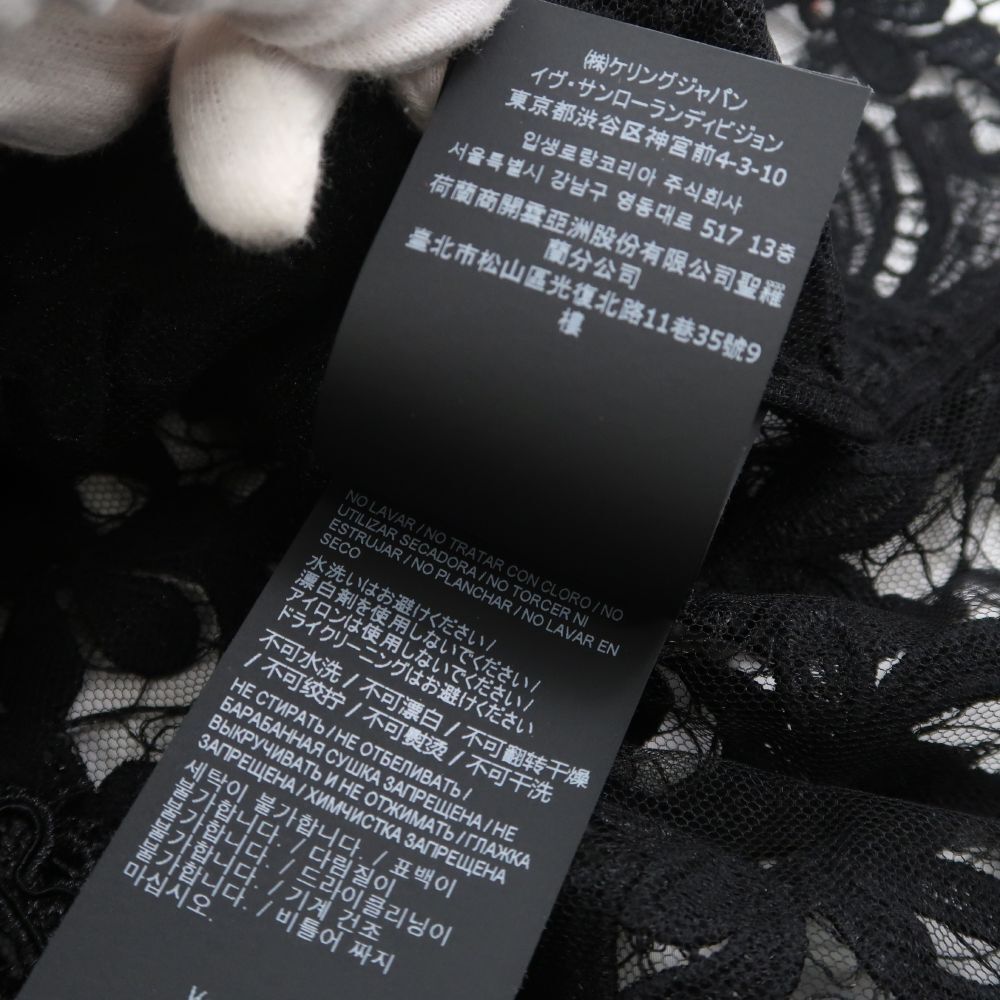 ㈱ケリングジャパン
イヴ・サンローランディビジョン
東京都渋谷区神宮前4-3-10
입생로랑코리아 주식회사
서울특별시 강남구 영동대로 517 13층
荷蘭商開雲亞洲股份有限公司聖羅
蘭分公司
臺北市松山區光復北路11巷35號9
樓
NO LAVAR / NO TRATAR CON CLORO / NO
UTILIZAR SECADORA / NO TORCER NI
ESTRUJAR / NO PLANCHAR / NO LAVAR EN
SECO
水洗いはお避けください /
漂白剤を使用しないでください /
アイロンは使用しないでください /
ドライクリーニングはお避けください
不可水洗 / 不可漂白 / 不可翻转干燥
/ 不可绞拧 / 不可熨烫 / 不可干洗
НЕ СТИРАТЬ / НЕ ОТБЕЛИВАТЬ /
БАРАБАННАЯ СУШКА ЗАПРЕЩЕНА / НЕ
ВЫКРУЧИВАТЬ И НЕ ОТЖИМАТЬ / ГЛАЖКА
ЗАПРЕЩЕНА / ХИМЧИСТКА ЗАПРЕЩЕНА
세탁이 불가합니다. / 표백이
불가합니다. / 다림질이
불가합니다. / 드라이클리닝이
불가합니다. / 기계 건조
마십시오. / 비틀어 짜지